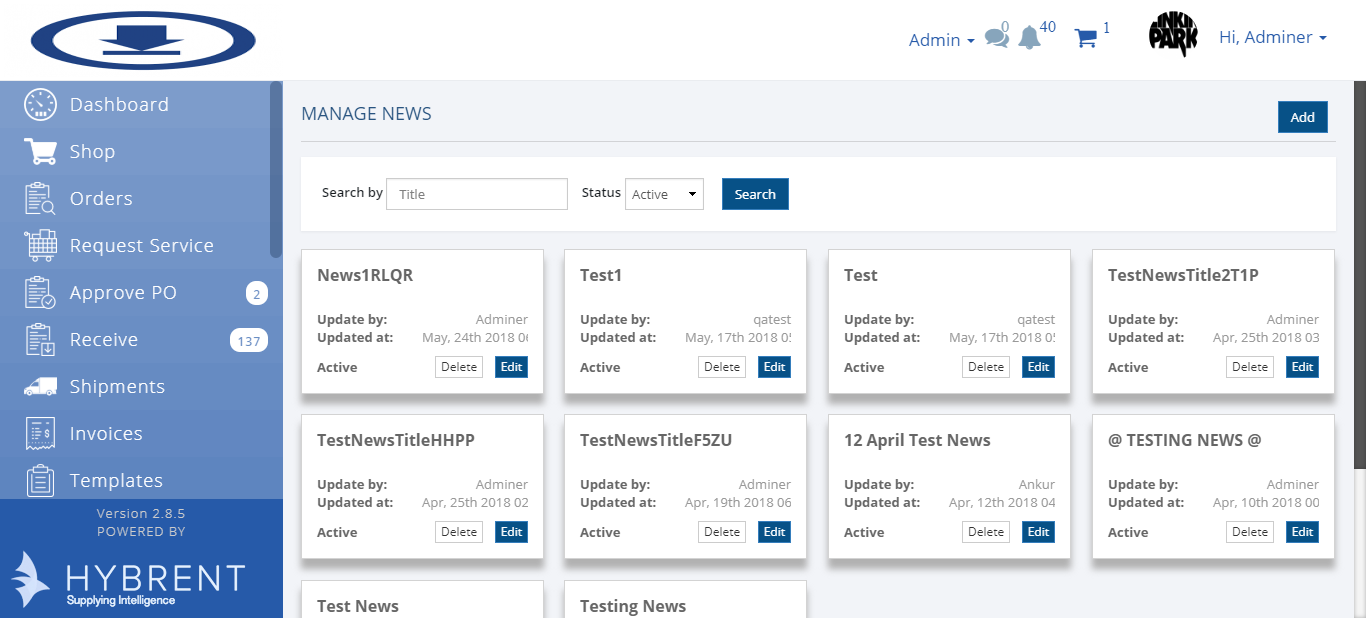 Admin
0
40
1
LINKIN PARK
Hi, Adminer
Dashboard
Shop
Orders
Request Service
Approve PO 2
Receive 137
Shipments
Invoices
Templates
Version 2.8.5
POWERED BY
HYBRENT
Supplying Intelligence
MANAGE NEWS
Add
Search by Title Status Active Search
News1RLQR
Update by: Adminer
Updated at: May, 24th 2018 06
Active Delete Edit
Test1
Update by: qatest
Updated at: May, 17th 2018 05
Active Delete Edit
Test
Update by: qatest
Updated at: May, 17th 2018 05
Active Delete Edit
TestNewsTitle2T1P
Update by: Adminer
Updated at: Apr, 25th 2018 03
Active Delete Edit
TestNewsTitleHHPP
Update by: Adminer
Updated at: Apr, 25th 2018 02
Active Delete Edit
TestNewsTitleF5ZU
Update by: Adminer
Updated at: Apr, 19th 2018 06
Active Delete Edit
12 April Test News
Update by: Ankur
Updated at: Apr, 12th 2018 04
Active Delete Edit
@ TESTING NEWS @
Update by: Adminer
Updated at: Apr, 10th 2018 00
Active Delete Edit
Test News
Testing News